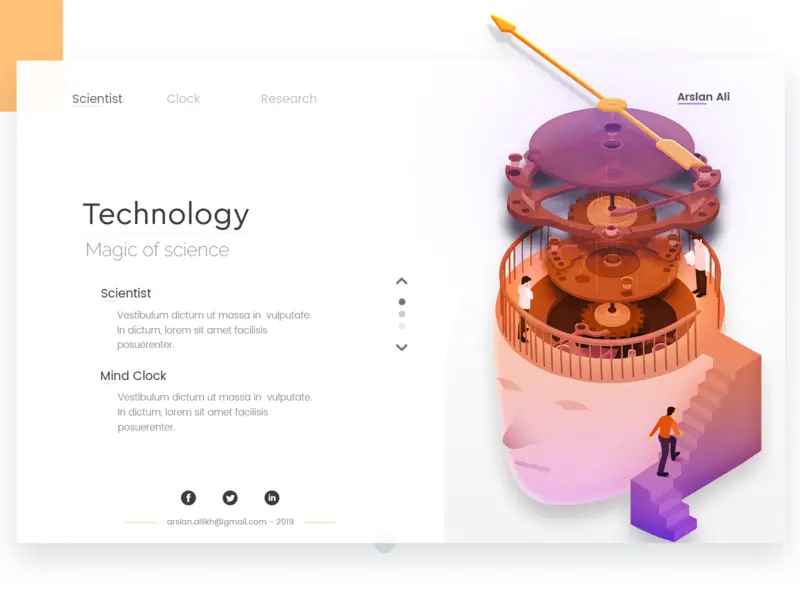 Scientist Clock Research Arslan Ali
Technology
Magic of science
Scientist
Vestibulum dictum ut massa in vulputate.
In dictum, lorem sit amet facilisis
posuerenter.
Mind Clock
Vestibulum dictum ut massa in vulputate.
In dictum, lorem sit amet facilisis
posuerenter.
f in
arslan.aillkh@gmail.com - 2019